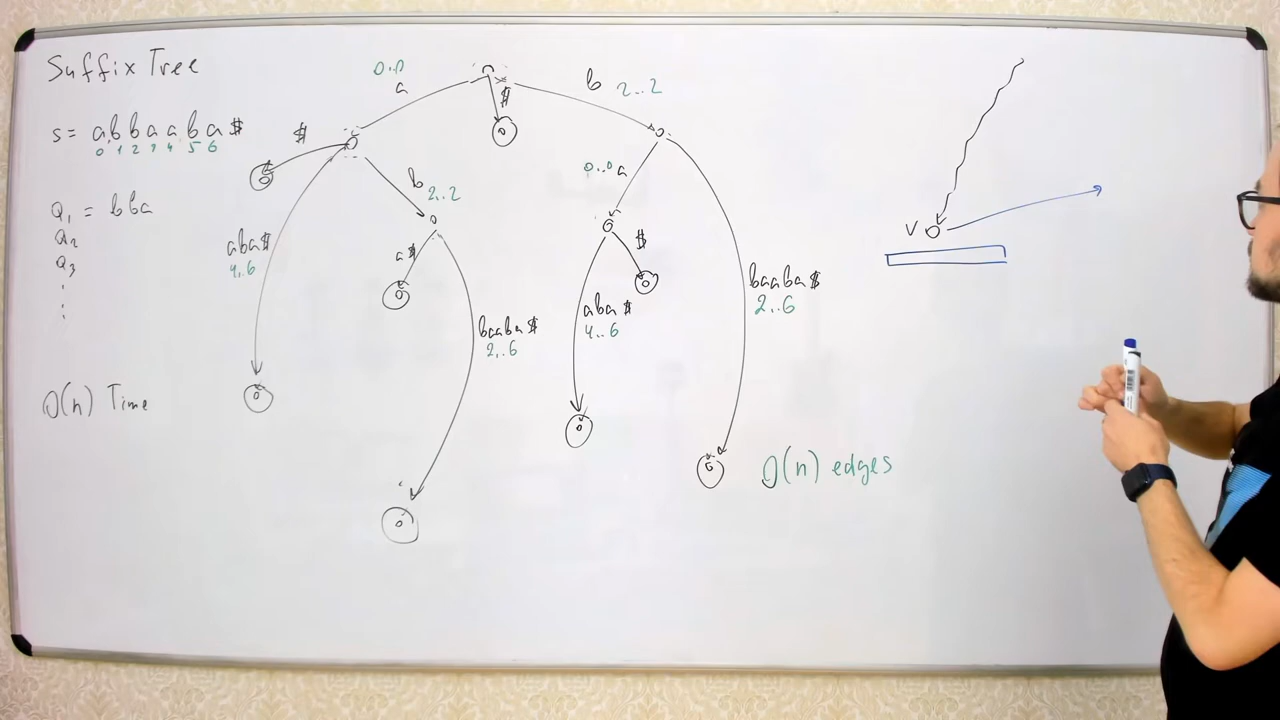 Suffix Tree
s = abbaaba$
0 1 2 3 4 5 6
Q1 = bba
Q2
Q3
⋮
O(n) Time
0..0
a
$
b 2..2
$
b
2..2
aba$
4..6
a$
baaba$
2..6
0..0 a
$
aba$
4..6
baaba$
2..6
O(n) edges
v